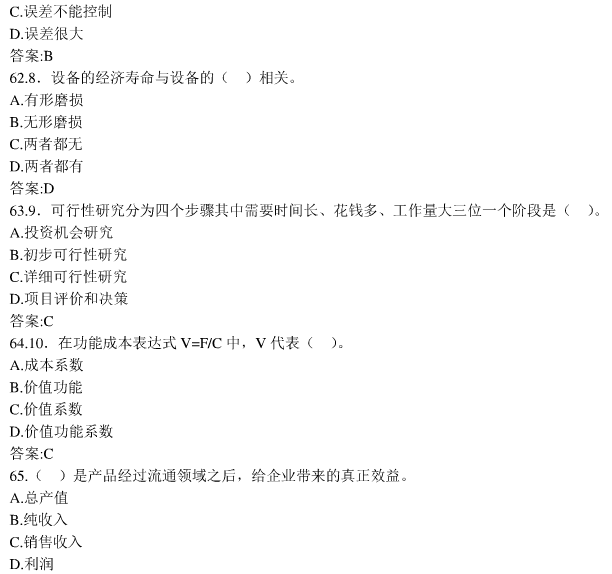 C.误差不能控制
D.误差很大
答案:B
62.8．设备的经济寿命与设备的（　）相关。
A.有形磨损
B.无形磨损
C.两者都无
D.两者都有
答案:D
63.9．可行性研究分为四个步骤其中需要时间长、花钱多、工作量大三位一个阶段是（　）。
A.投资机会研究
B.初步可行性研究
C.详细可行性研究
D.项目评价和决策
答案:C
64.10．在功能成本表达式 V=F/C 中，V 代表（　）。
A.成本系数
B.价值功能
C.价值系数
D.价值功能系数
答案:C
65.（　）是产品经过流通领域之后，给企业带来的真正效益。
A.总产值
B.纯收入
C.销售收入
D.利润